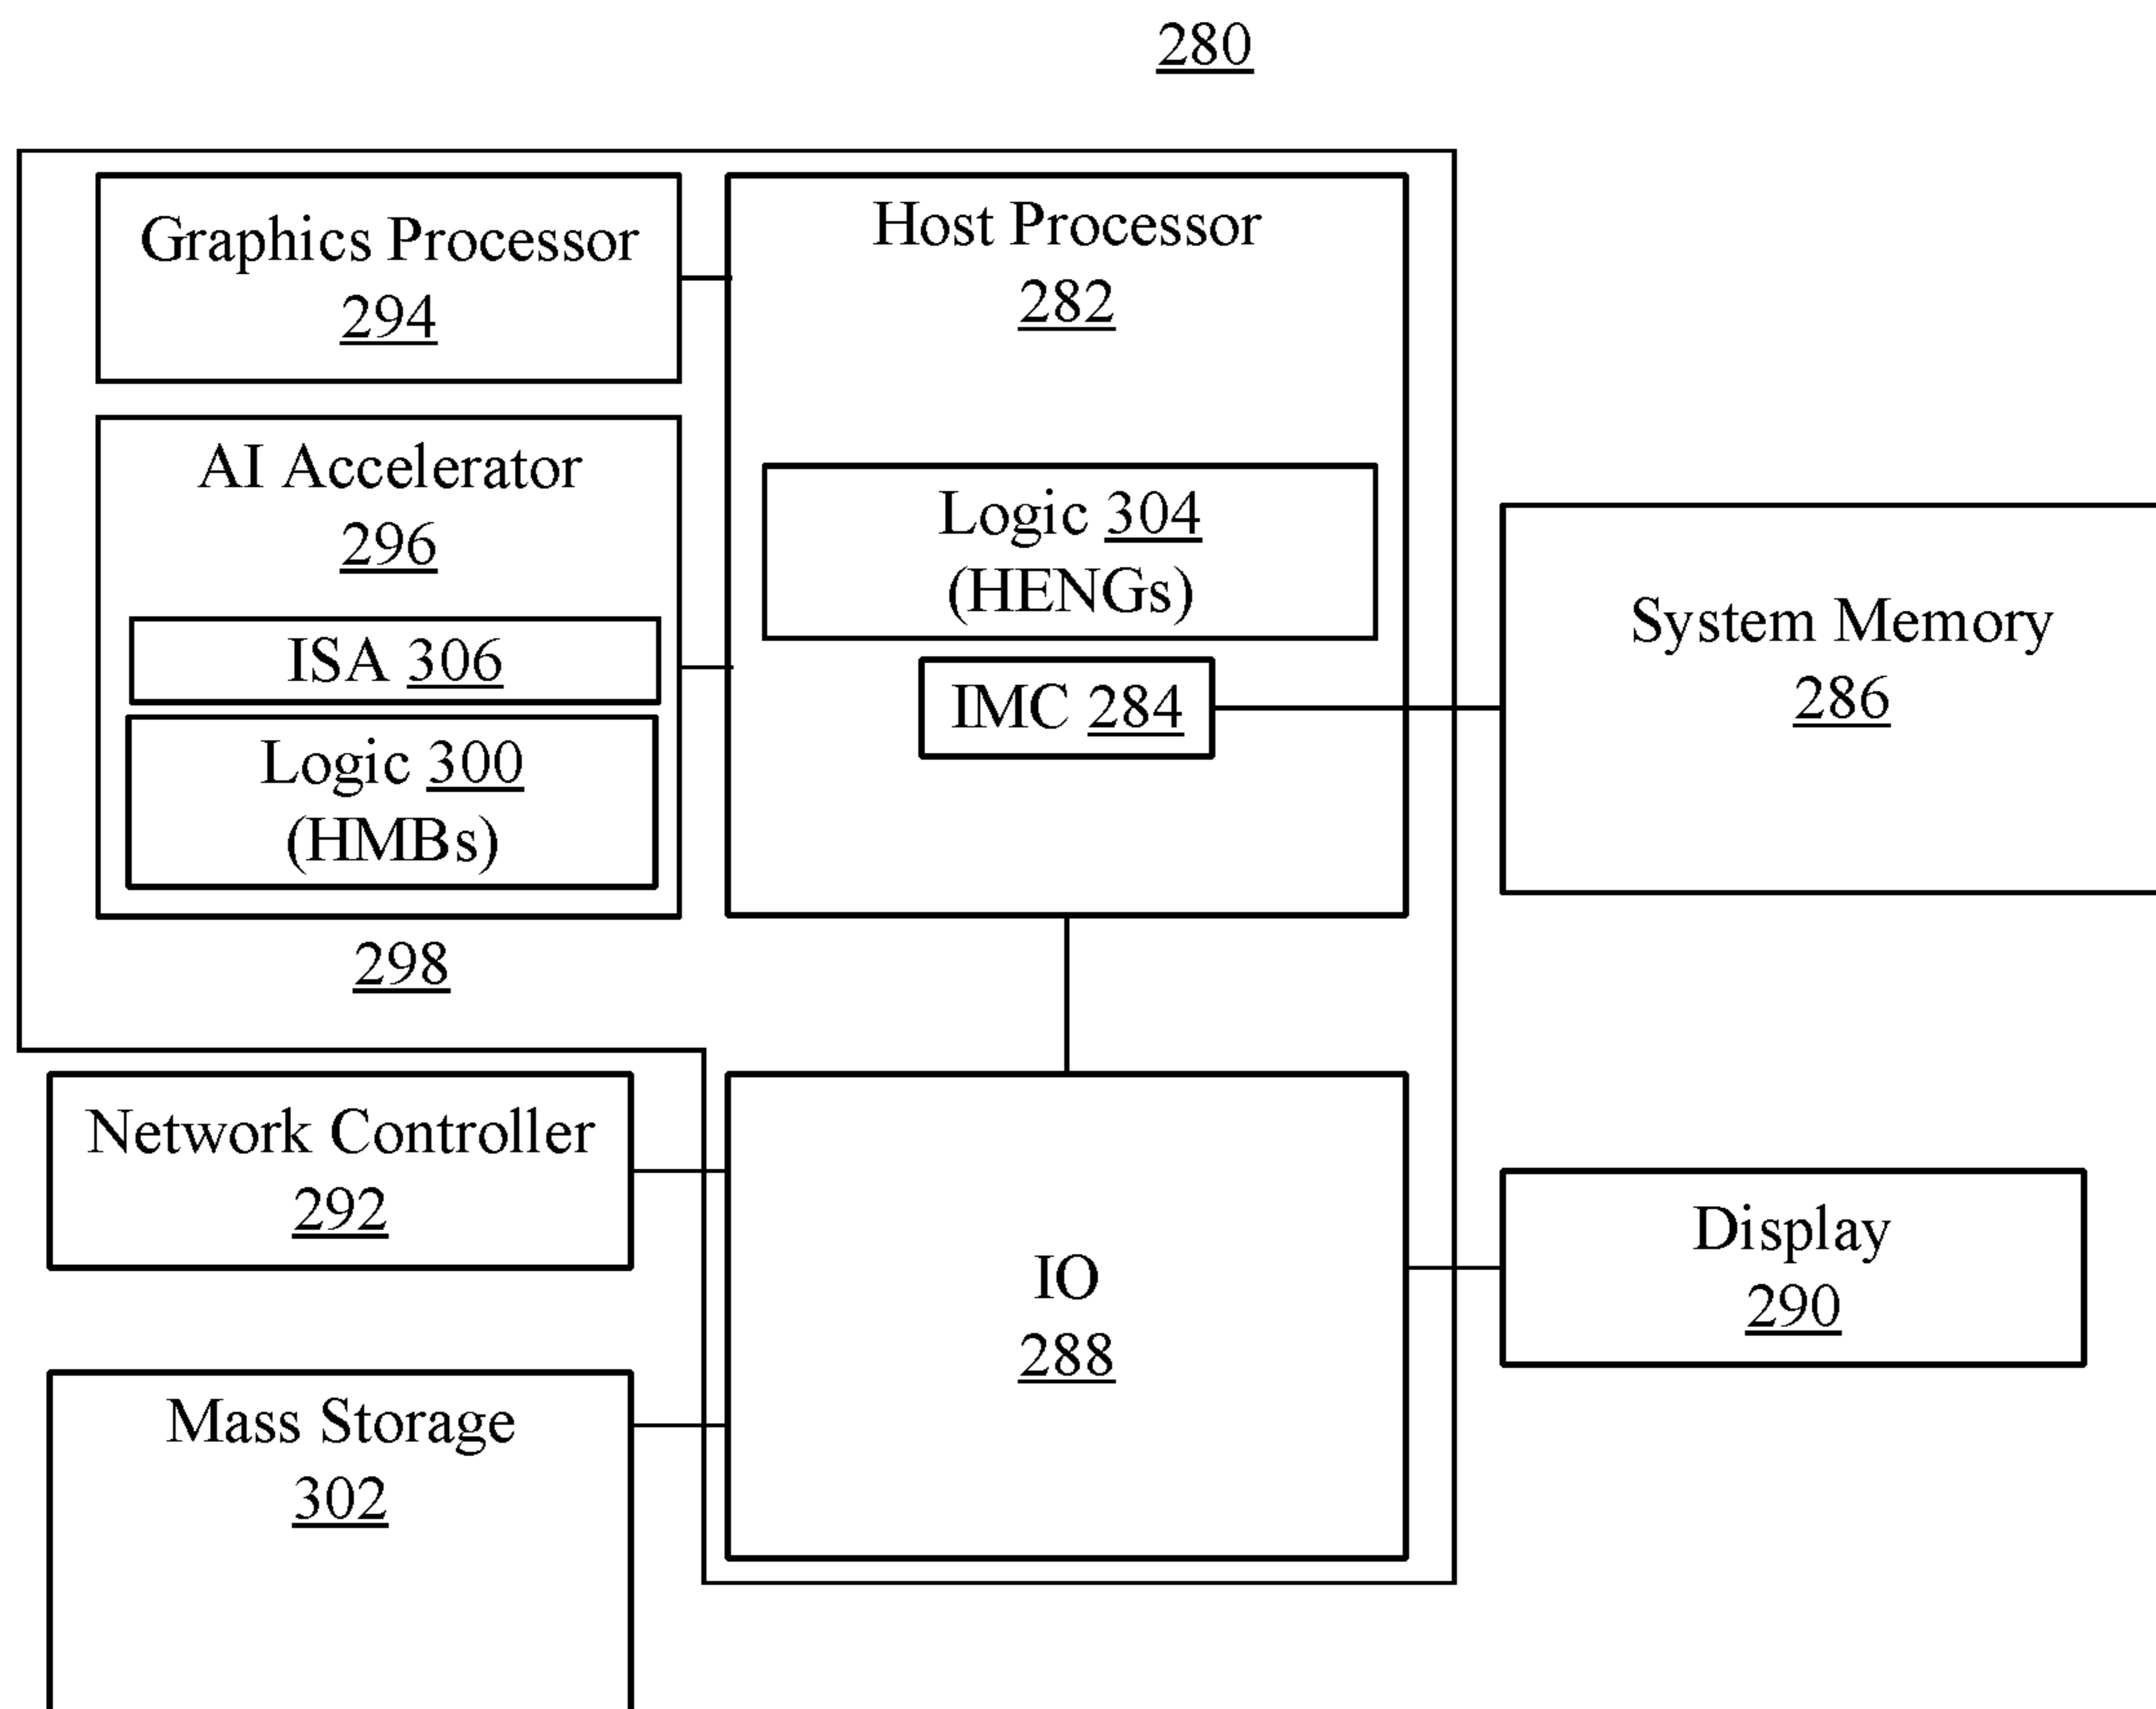 280
Graphics Processor
294
Host Processor
282
AI Accelerator
296
ISA 306
Logic 300
(HMBs)
298
Logic 304
(HENGs)
IMC 284
System Memory
286
Network Controller
292
IO
288
Display
290
Mass Storage
302